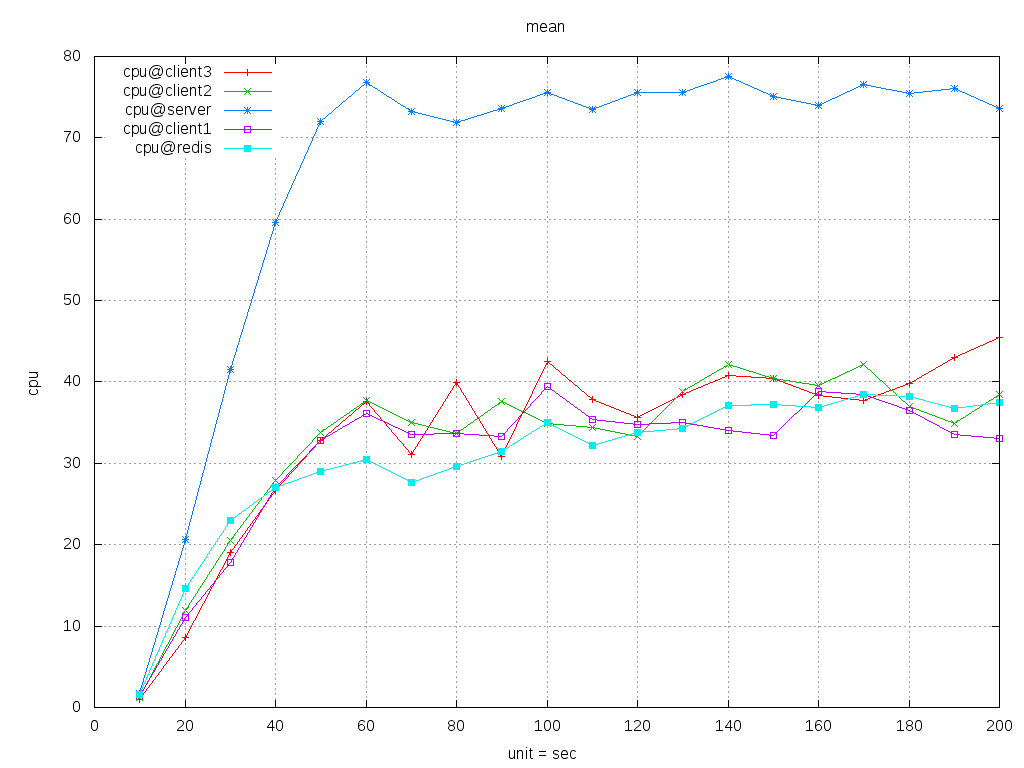 mean
cpu@client3
cpu@client2
cpu@server
cpu@client1
cpu@redis
80
70
60
50
40
30
20
10
0
cpu
0 20 40 60 80 100 120 140 160 180 200
unit = sec